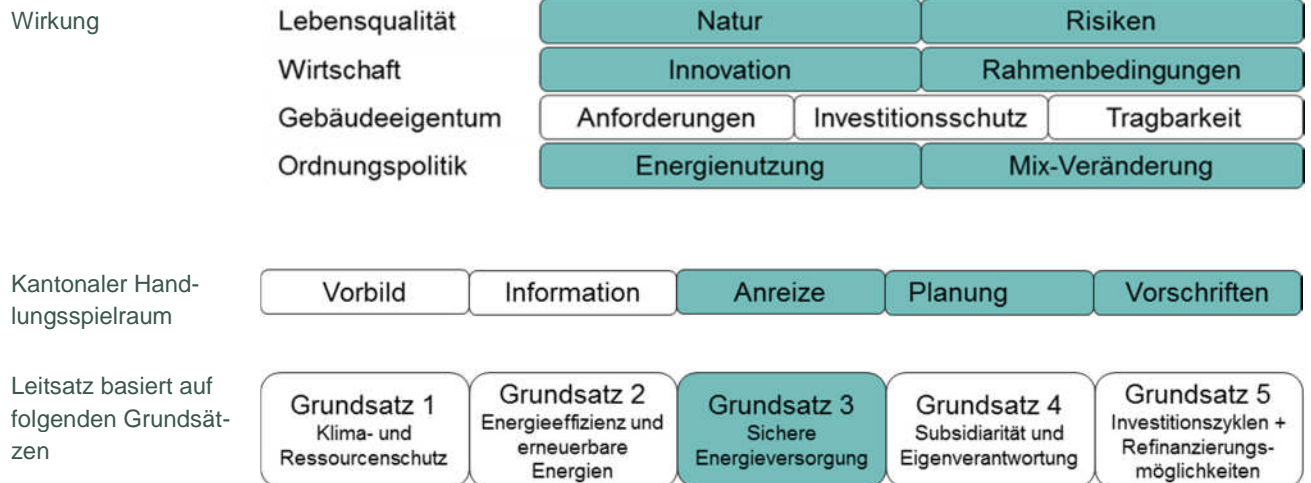 Wirkung
Lebensqualität Natur Risiken
Wirtschaft Innovation Rahmenbedingungen
Gebäudeeigentum Anforderungen Investitionsschutz Tragbarkeit
Ordnungspolitik Energienutzung Mix-Veränderung
Kantonaler Hand-
lungsspielraum
Vorbild Information Anreize Planung Vorschriften
Leitsatz basiert auf
folgenden Grundsät-
zen
Grundsatz 1
Klima- und
Ressourcenschutz
Grundsatz 2
Energieeffizienz und
erneuerbare
Energien
Grundsatz 3
Sichere
Energieversorgung
Grundsatz 4
Subsidiarität und
Eigenverantwortung
Grundsatz 5
Investitionszyklen +
Refinanzierungs-
möglichkeiten